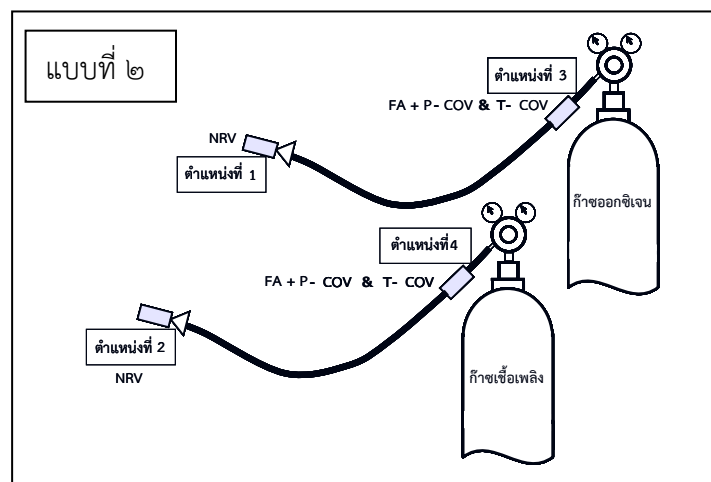 แบบที่ ๒
ตำแหน่งที่ 3
FA + P- COV & T- COV
NRV
ตำแหน่งที่ 1
ก๊าซออกซิเจน
ตำแหน่งที่4
FA + P- COV & T- COV
ตำแหน่งที่ 2
NRV
ก๊าซเชื้อเพลิง